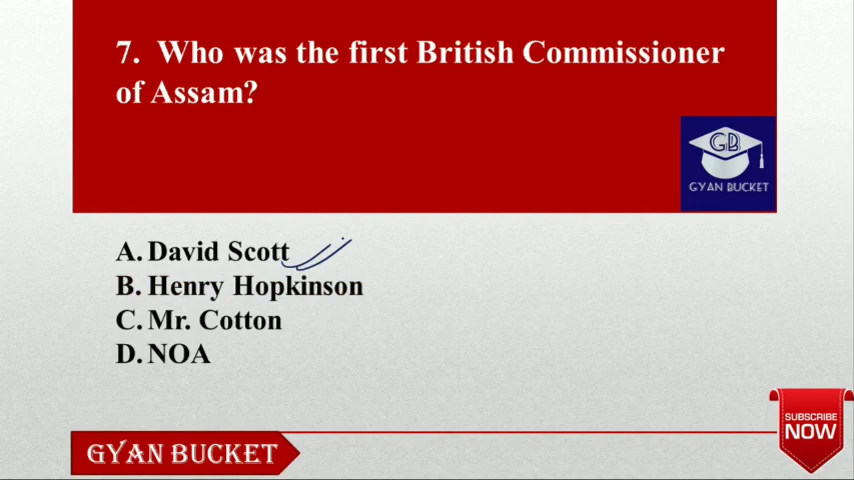 7. Who was the first British Commissioner
of Assam?
GB
GYAN BUCKET
A. David Scott
B. Henry Hopkinson
C. Mr. Cotton
D. NOA
SUBSCRIBE
NOW
GYAN BUCKET